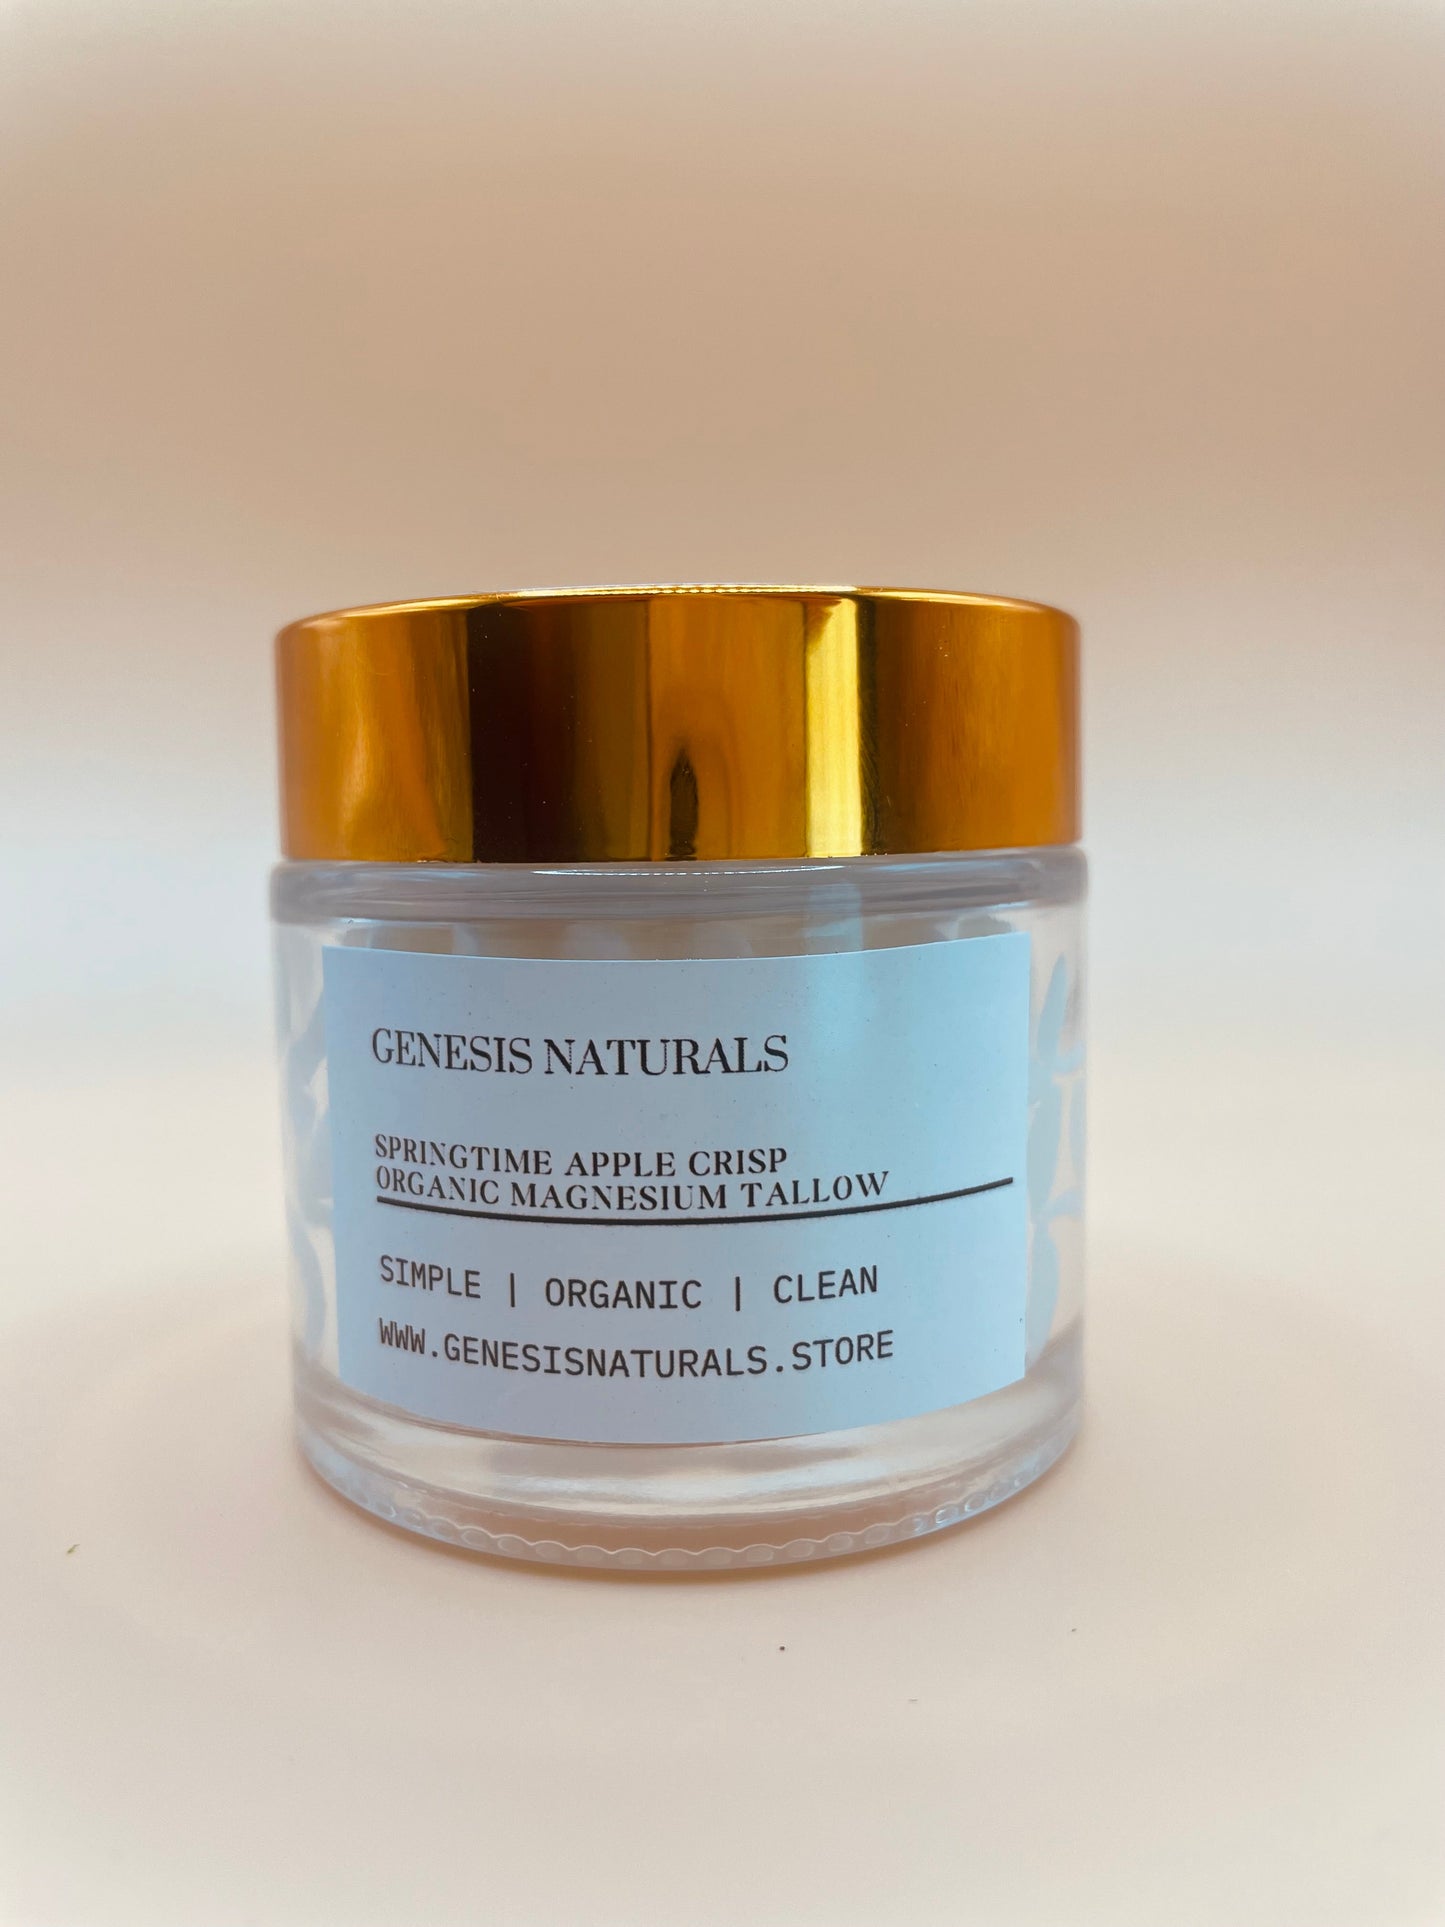 GENESIS NATURALS
SPRINGTIME APPLE CRISP
ORGANIC MAGNESIUM TALLOW
SIMPLE | ORGANIC | CLEAN
WWW.GENESISNATURALS.STORE